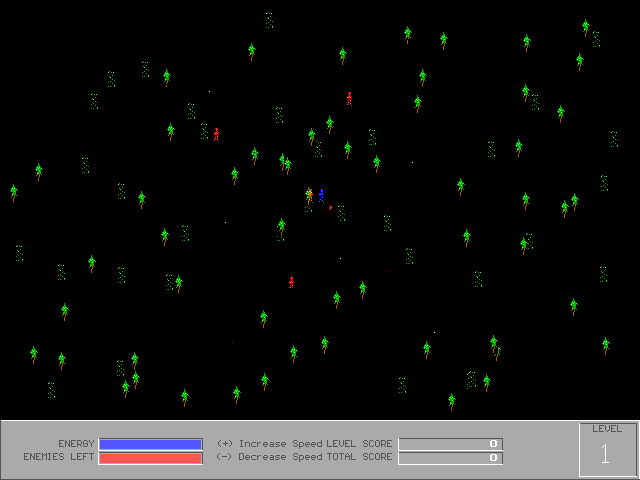 LEVEL
1
ENERGY (+) Increase Speed LEVEL SCORE 0
ENEMIES LEFT (-) Decrease Speed TOTAL SCORE 0